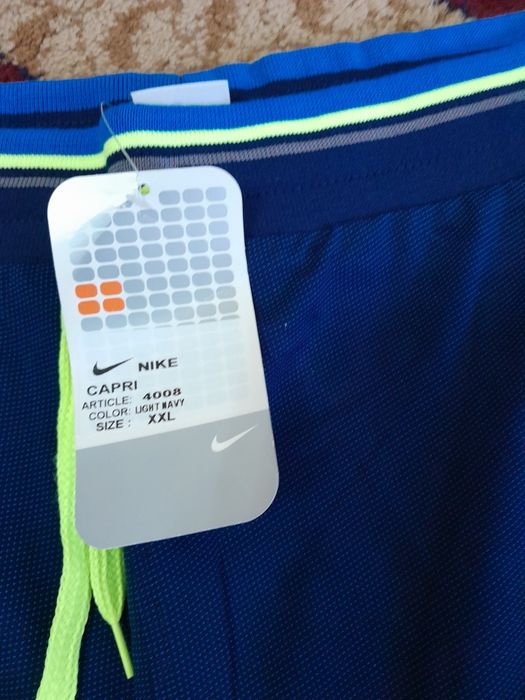 NIKE
CAPRI
ARTICLE: 4008
COLOR: LIGHT NAVY
SIZE : XXL